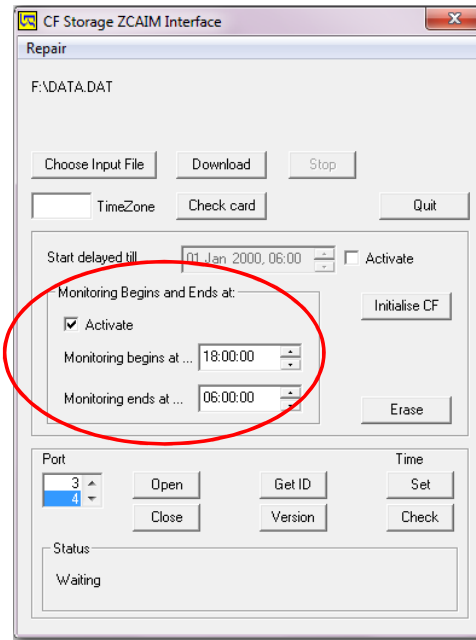 CF Storage ZCAIM Interface
Repair
F:\DATA.DAT
Choose Input File Download Stop
TimeZone Check card Quit
Start delayed till 01 Jan 2000, 06:00 Activate
Monitoring Begins and Ends at:
Initialise CF
Activate
Monitoring begins at ... 18:00:00
Monitoring ends at ... 06:00:00
Erase
Port Time
3 Open Get ID Set
4
Close Version Check
Status
Waiting